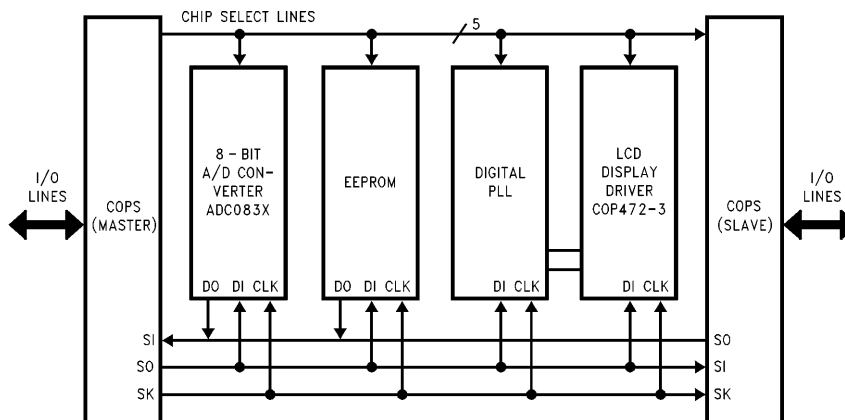 CHIP SELECT LINES
5
I/O
LINES
COPS
(MASTER)
8-BIT
A/D CON-
VERTER
ADC083X
EEPROM
DIGITAL
PLL
LCD
DISPLAY
DRIVER
COP472-3
COPS
(SLAVE)
I/O
LINES
DO DI CLK
DO DI CLK
DI CLK
DI CLK
SI
SO
SO
SI
SK
SK